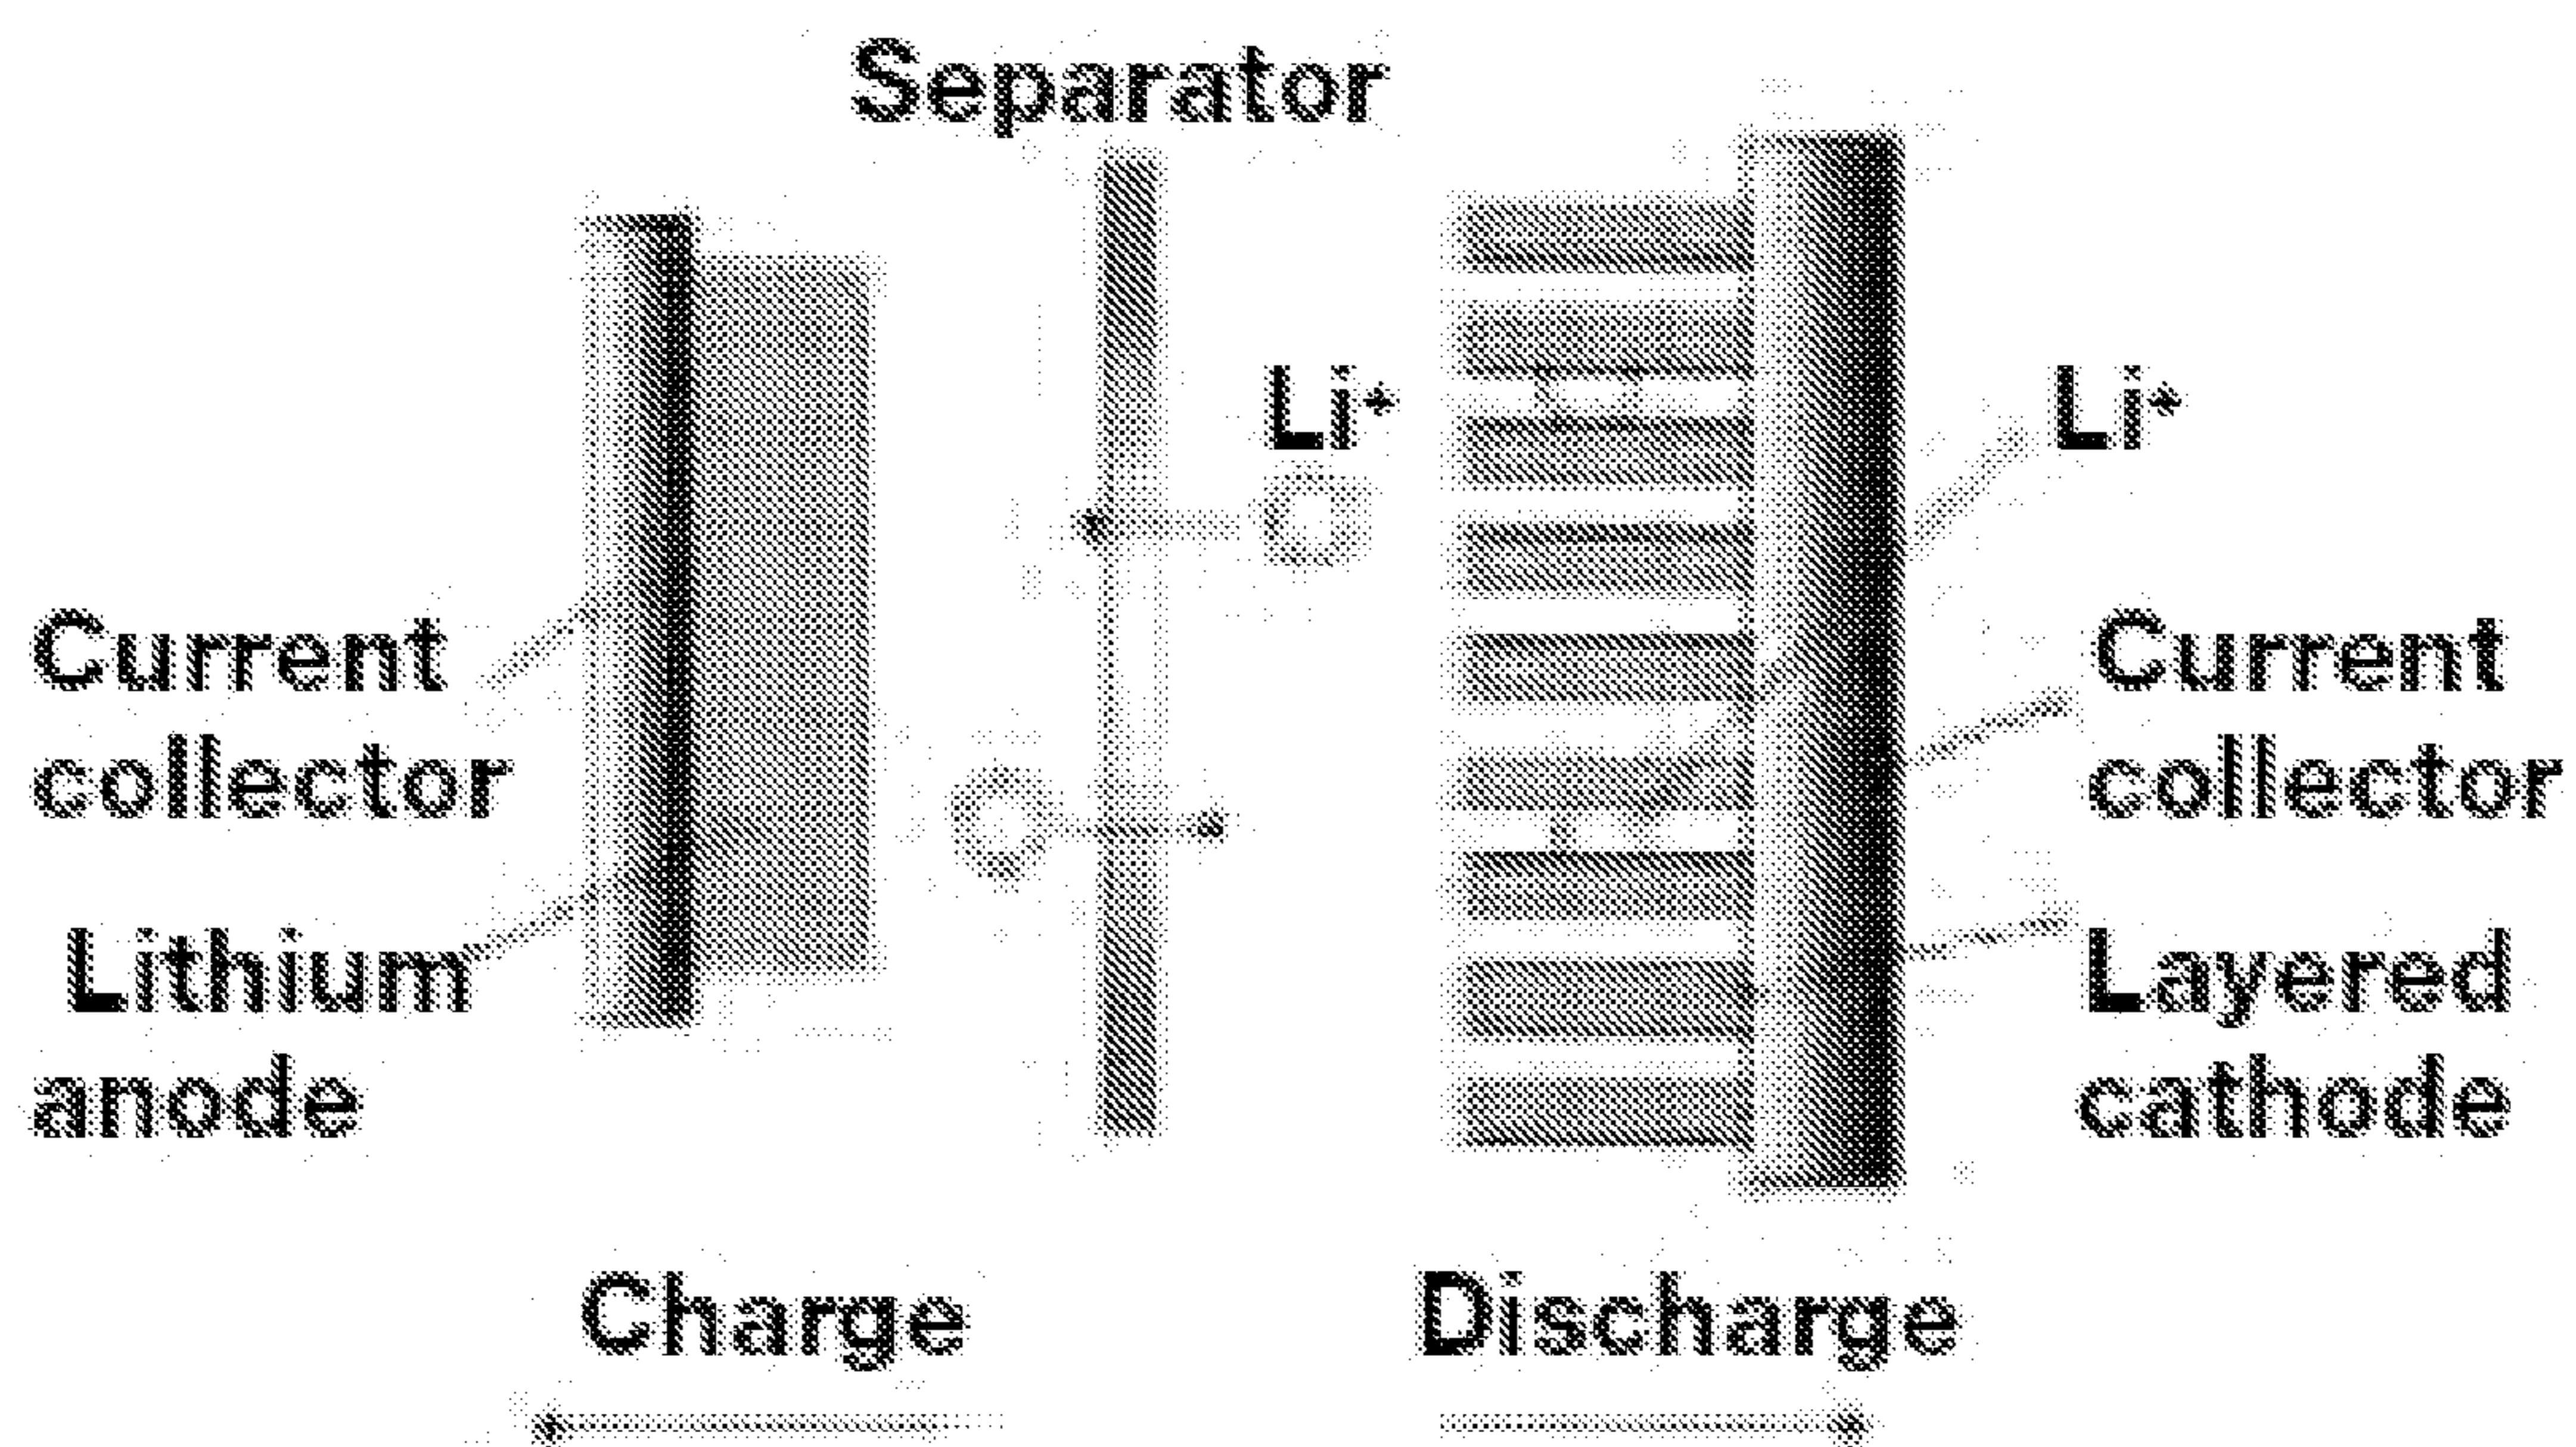 Separator
Li+
Li+
Current
collector
Lithium
anode
Current
collector
Layered
cathode
Charge
Discharge